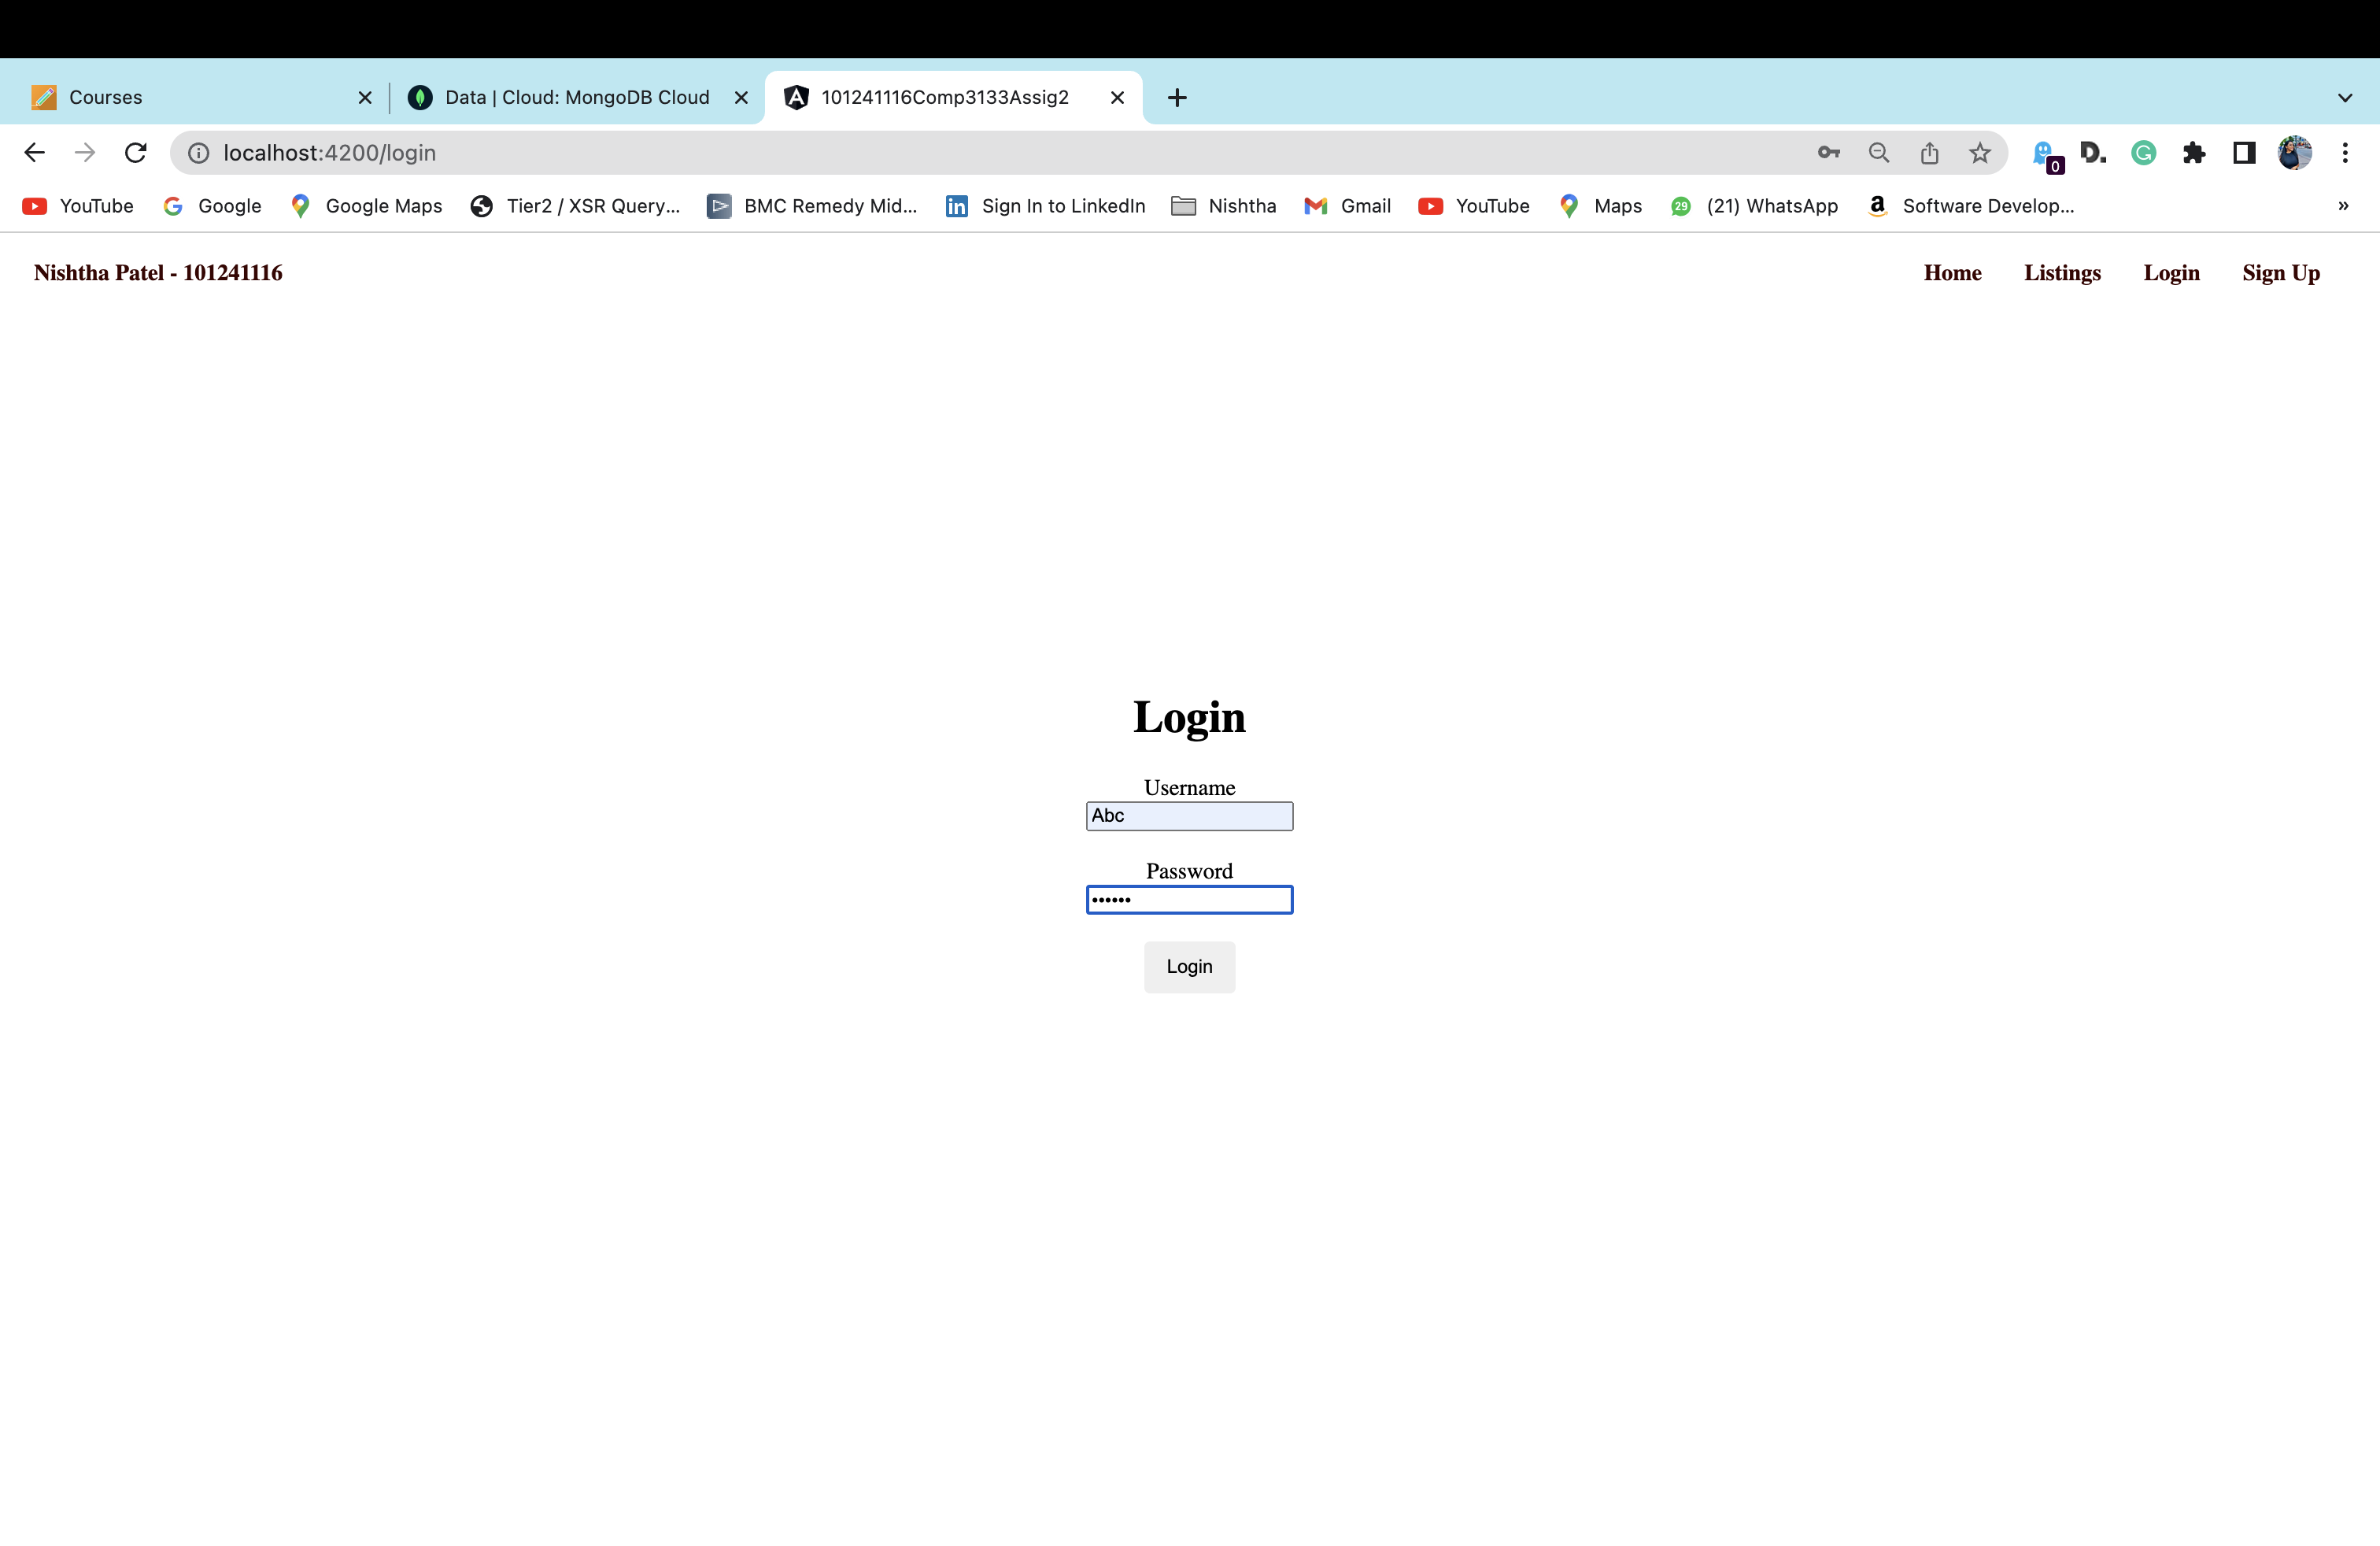 Courses Data | Cloud: MongoDB Cloud 101241116Comp3133Assig2
localhost:4200/login
0
YouTube Google Google Maps Tier2 / XSR Query... BMC Remedy Mid... Sign In to LinkedIn Nishtha Gmail YouTube Maps 29 (21) WhatsApp Software Develop... »
Nishtha Patel - 101241116 Home Listings Login Sign Up
Login
Username
Abc
Password
••••••
Login